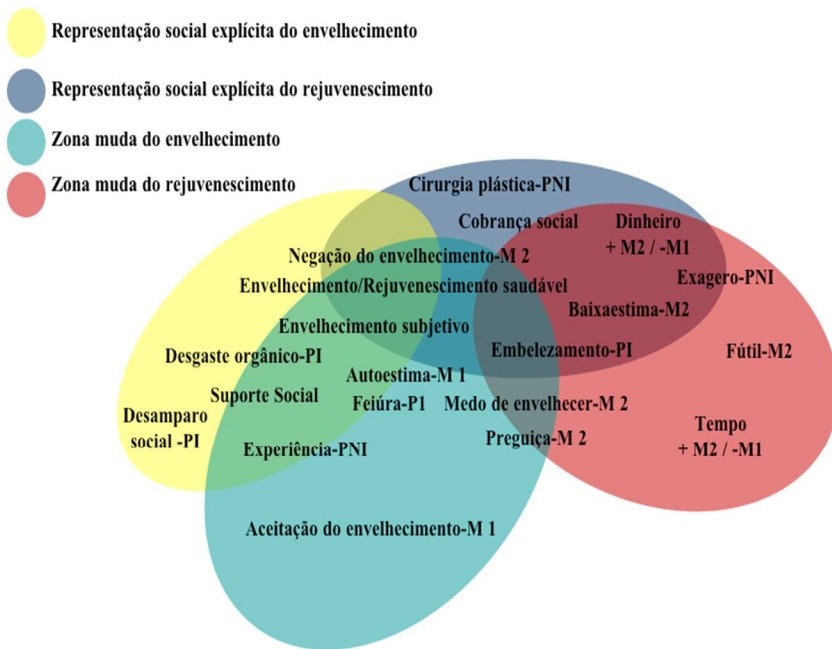 Representação social explícita do envelhecimento
Representação social explícita do rejuvenescimento
Zona muda do envelhecimento
Zona muda do rejuvenescimento
Cirurgia plástica-PNI
Cobrança social
Dinheiro
+ M2 / -M1
Negação do envelhecimento-M 2
Exagero-PNI
Envelhecimento/Rejuvenescimento saudável
Baixaestima-M2
Envelhecimento subjetivo
Embelezamento-PI
Fútil-M2
Desgaste orgânico-PI
Autoestima-M 1
Suporte Social
Feiúra-P1
Medo de envelhecer-M 2
Desamparo
social -PI
Tempo
+ M2 / -M1
Preguiça-M 2
Experiência-PNI
Aceitação do envelhecimento-M 1